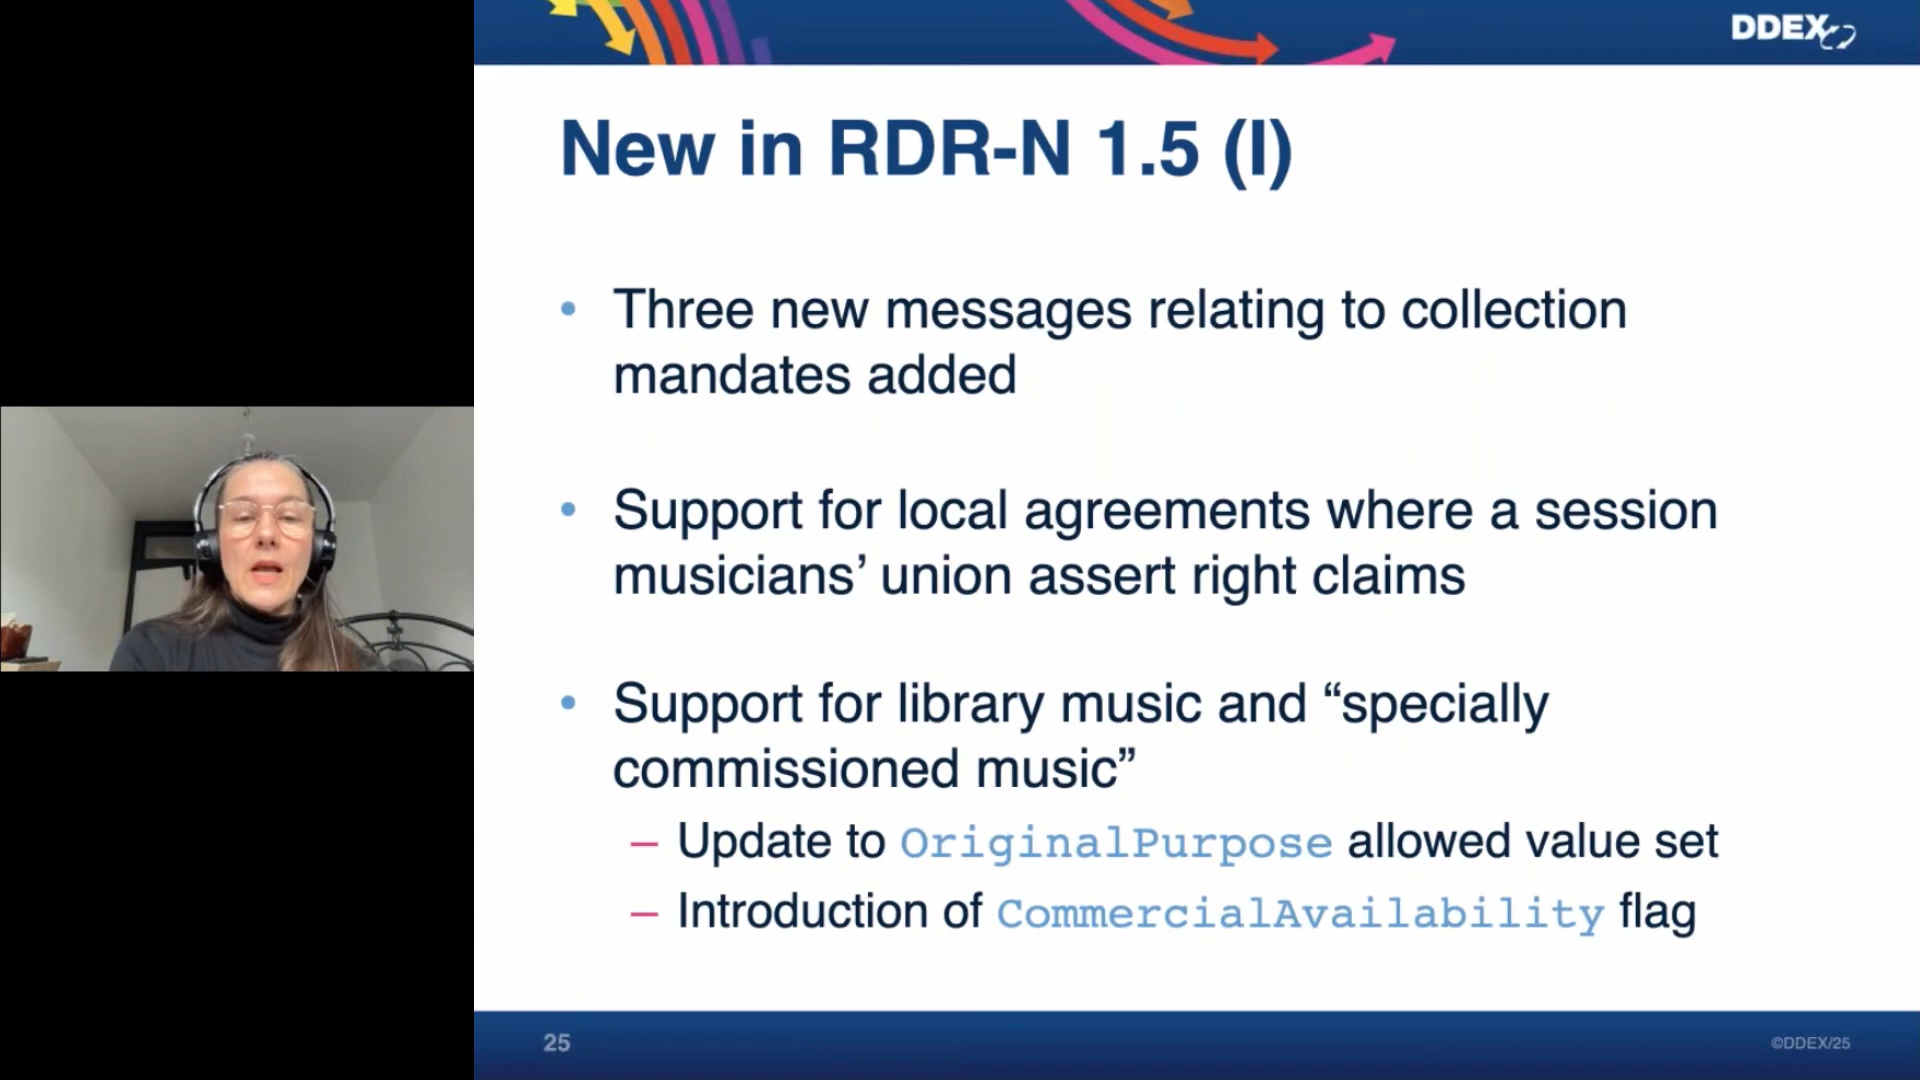 DDEX
New in RDR-N 1.5 (I)
• Three new messages relating to collection
mandates added
• Support for local agreements where a session
musicians’ union assert right claims
• Support for library music and “specially
commissioned music”
– Update to OriginalPurpose allowed value set
– Introduction of CommercialAvailability flag
25
©DDEX/25